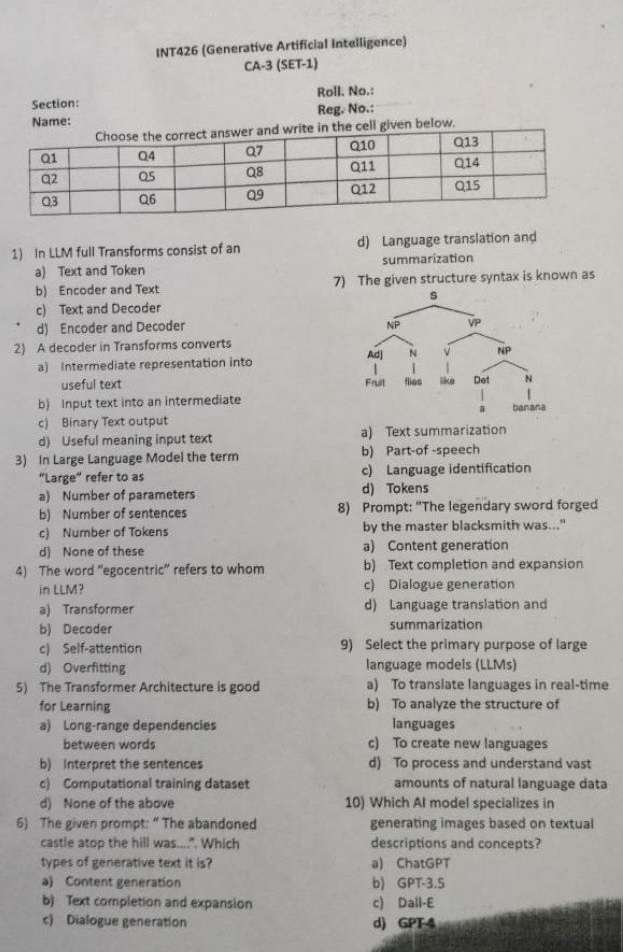 INT426 (Generative Artificial Intelligence)
CA-3 (SET-1)
Section:
Roll. No.:
Name:
Reg. No.:
Choose the correct answer and write in the cell given below.
Q1 Q4 Q7 Q10 Q13
Q2 Q5 Q8 Q11 Q14
Q3 Q6 Q9 Q12 Q15
1) In LLM full Transforms consist of an
a) Text and Token
b) Encoder and Text
c) Text and Decoder
d) Encoder and Decoder
2) A decoder in Transforms converts
a) Intermediate representation into
useful text
b) Input text into an intermediate
c) Binary Text output
d) Useful meaning input text
3) In Large Language Model the term
"Large" refer to as
a) Number of parameters
b) Number of sentences
c) Number of Tokens
d) None of these
4) The word "egocentric" refers to whom
in LLM?
a) Transformer
b) Decoder
c) Self-attention
d) Overfitting
5) The Transformer Architecture is good
for Learning
a) Long-range dependencies
between words
b) Interpret the sentences
c) Computational training dataset
d) None of the above
6) The given prompt: " The abandoned
castle atop the hill was....". Which
types of generative text it is?
a) Content generation
b) Text completion and expansion
c) Dialogue generation
d) Language translation and
summarization
7) The given structure syntax is known as
S
NP VP
Adj N V NP
Fruit flies like Det N
a banana
a) Text summarization
b) Part-of -speech
c) Language identification
d) Tokens
8) Prompt: "The legendary sword forged
by the master blacksmith was..."
a) Content generation
b) Text completion and expansion
c) Dialogue generation
d) Language translation and
summarization
9) Select the primary purpose of large
language models (LLMs)
a) To translate languages in real-time
b) To analyze the structure of
languages
c) To create new languages
d) To process and understand vast
amounts of natural language data
10) Which AI model specializes in
generating images based on textual
descriptions and concepts?
a) ChatGPT
b) GPT-3.5
c) Dall-E
d) GPT-4